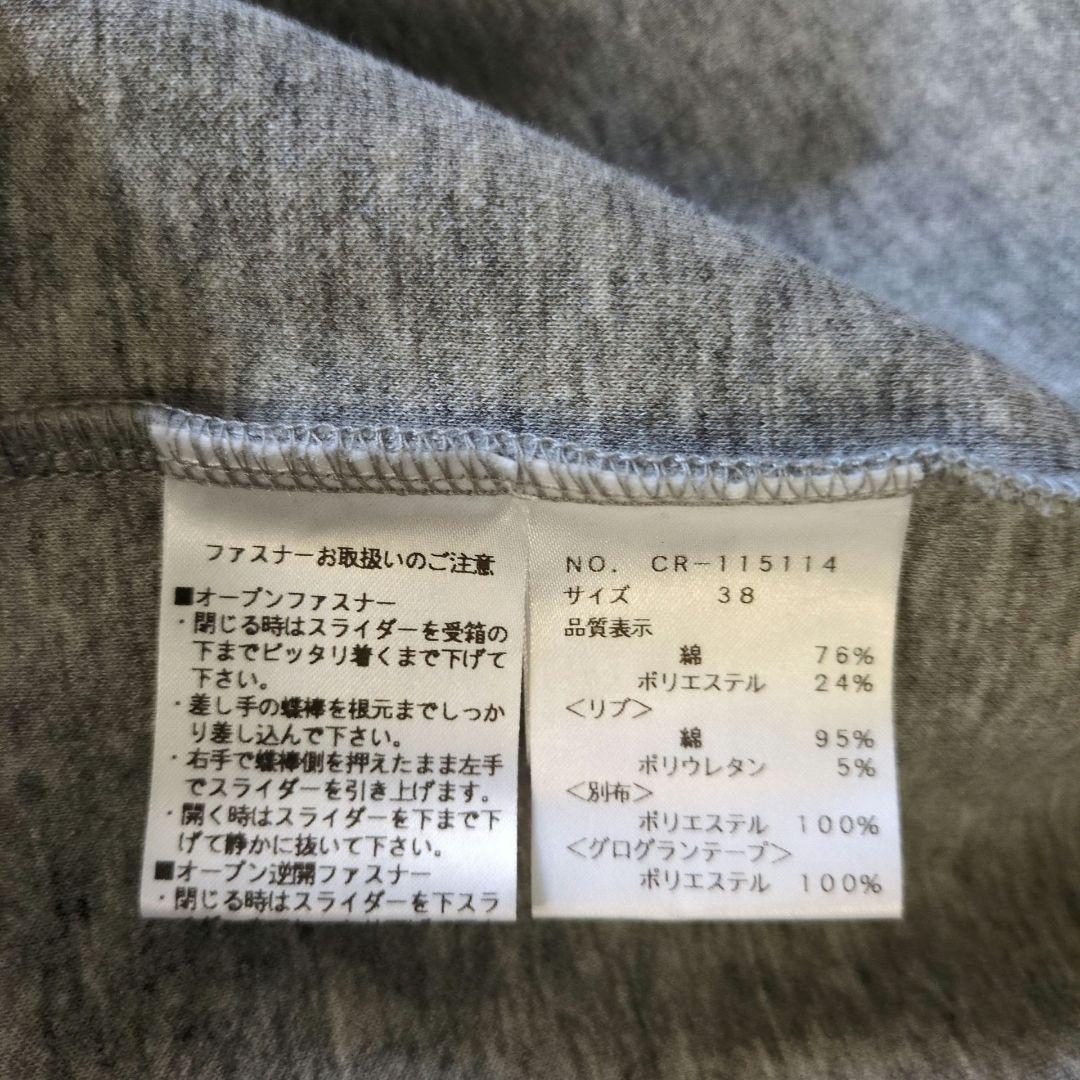 ファスナーお取扱いのご注意
■オープンファスナー
・閉じる時はスライダーを受箱の
下までピッタリ着くまで下げて
下さい。
・差し手の蝶棒を根元までしっか
り差し込んで下さい。
・右手で蝶棒側を押えたまま左手
でスライダーを引き上げます。
・開く時はスライダーを下まで下
げて静かに抜いて下さい。
■オープン逆開ファスナー
・閉じる時はスライダーを下スラ
NO. CR-115114
サイズ 38
品質表示
綿 76%
ポリエステル 24%
<リブ>
綿 95%
ポリウレタン 5%
<別布>
ポリエステル 100%
<グログランテープ>
ポリエステル 100%